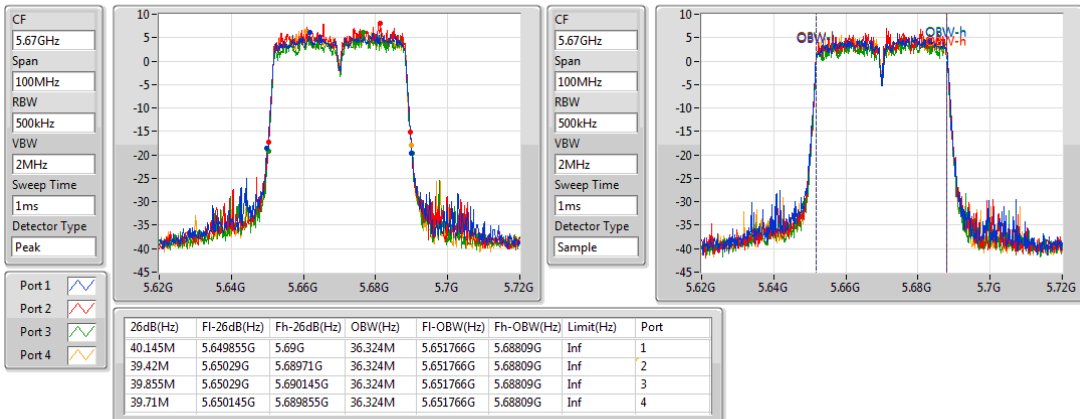 CF
5.67GHz
Span
100MHz
RBW
500kHz
VBW
2MHz
Sweep Time
1ms
Detector Type
Peak
10
5
0
-5
-10
-15
-20
-25
-30
-35
-40
-45
5.62G 5.64G 5.66G 5.68G 5.7G 5.72G
CF
5.67GHz
Span
100MHz
RBW
500kHz
VBW
2MHz
Sweep Time
1ms
Detector Type
Sample
10
5
0
-5
-10
-15
-20
-25
-30
-35
-40
-45
OBW-h
OBW-h
5.62G 5.64G 5.66G 5.68G 5.7G 5.72G
Port 1
Port 2
Port 3
Port 4
26dB(Hz) Fl-26dB(Hz) Fh-26dB(Hz) OBW(Hz) Fl-OBW(Hz) Fh-OBW(Hz) Limit(Hz) Port
40.145M 5.649855G 5.69G 36.324M 5.651766G 5.68809G Inf 1
39.42M 5.65029G 5.68971G 36.324M 5.651766G 5.68809G Inf 2
39.855M 5.65029G 5.690145G 36.324M 5.651766G 5.68809G Inf 3
39.71M 5.650145G 5.689855G 36.324M 5.651766G 5.68809G Inf 4